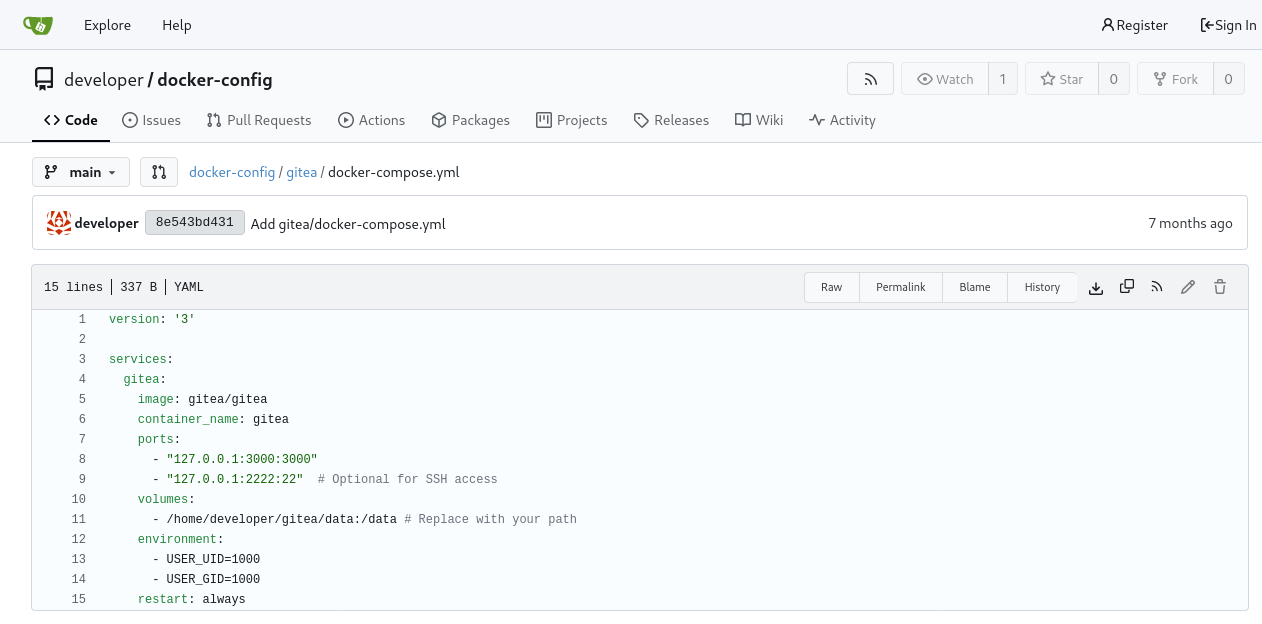 Explore Help Register Sign In
developer / docker-config Watch 1 Star 0 Fork 0
Code Issues Pull Requests Actions Packages Projects Releases Wiki Activity
main docker-config / gitea / docker-compose.yml
developer 8e543bd431 Add gitea/docker-compose.yml 7 months ago
15 lines 337 B YAML Raw Permalink Blame History
1 version: '3'
2
3 services:
4   gitea:
5     image: gitea/gitea
6     container_name: gitea
7     ports:
8       - "127.0.0.1:3000:3000"
9       - "127.0.0.1:2222:22"  # Optional for SSH access
10     volumes:
11       - /home/developer/gitea/data:/data # Replace with your path
12     environment:
13       - USER_UID=1000
14       - USER_GID=1000
15     restart: always